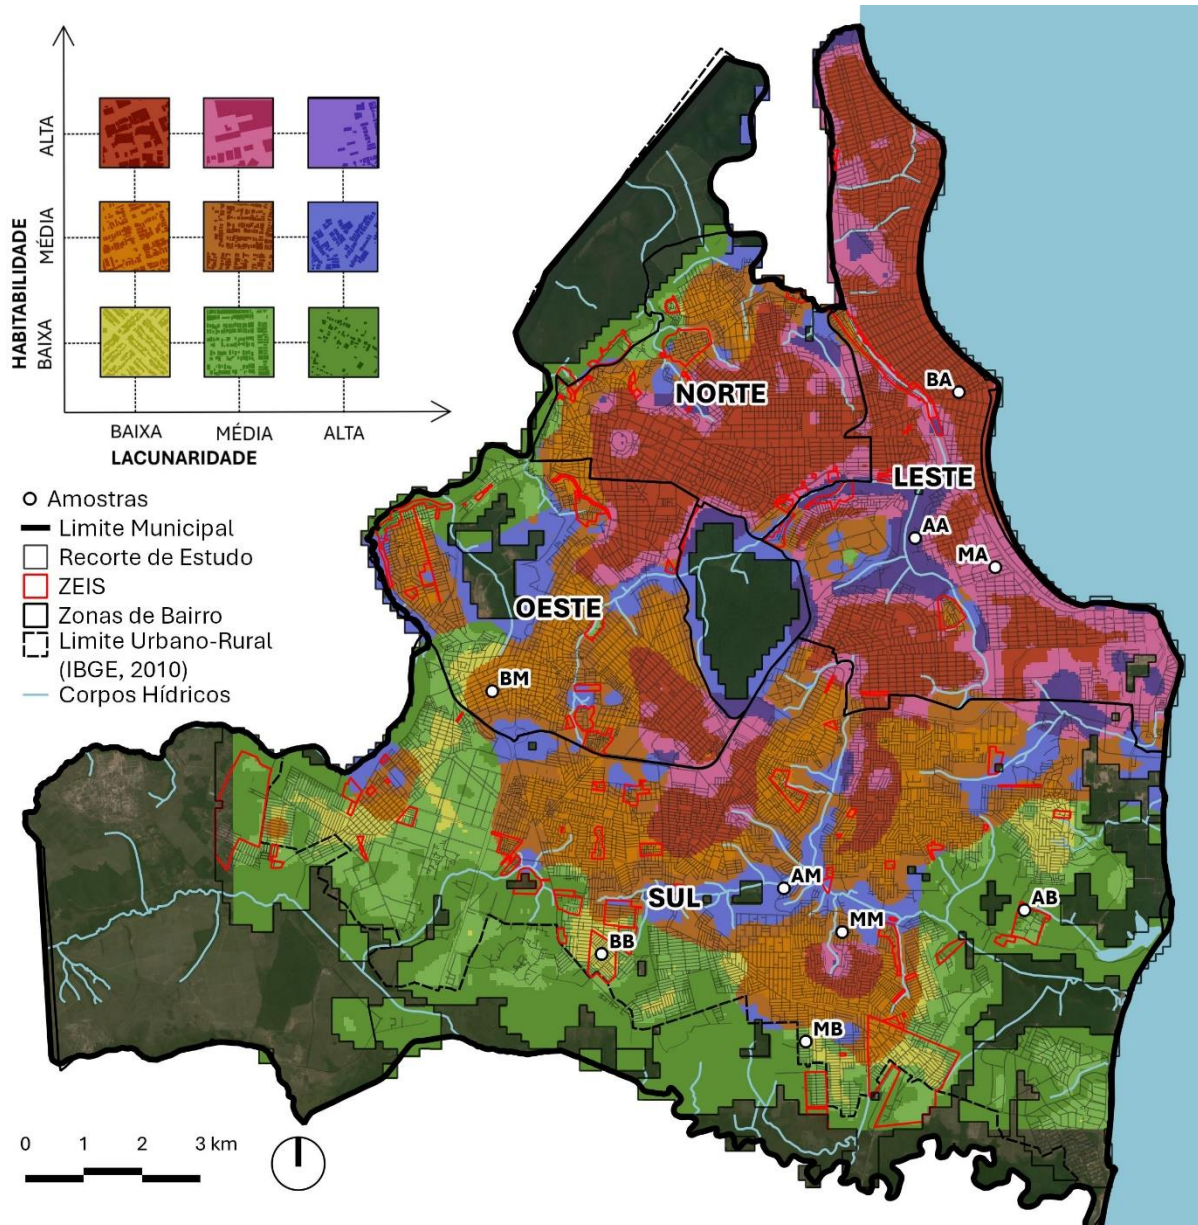 HABITABILIDADE
ALTA
MÉDIA
BAIXA
BAIXA
MÉDIA
ALTA
LACUNARIDADE
Amostras
Limite Municipal
Recorte de Estudo
ZEIS
Zonas de Bairro
Limite Urbano-Rural
(IBGE, 2010)
Corpos Hídricos
NORTE
BA
LESTE
AA
MA
OESTE
BM
AM
SUL
AB
MM
BB
MB
0 1 2 3 km